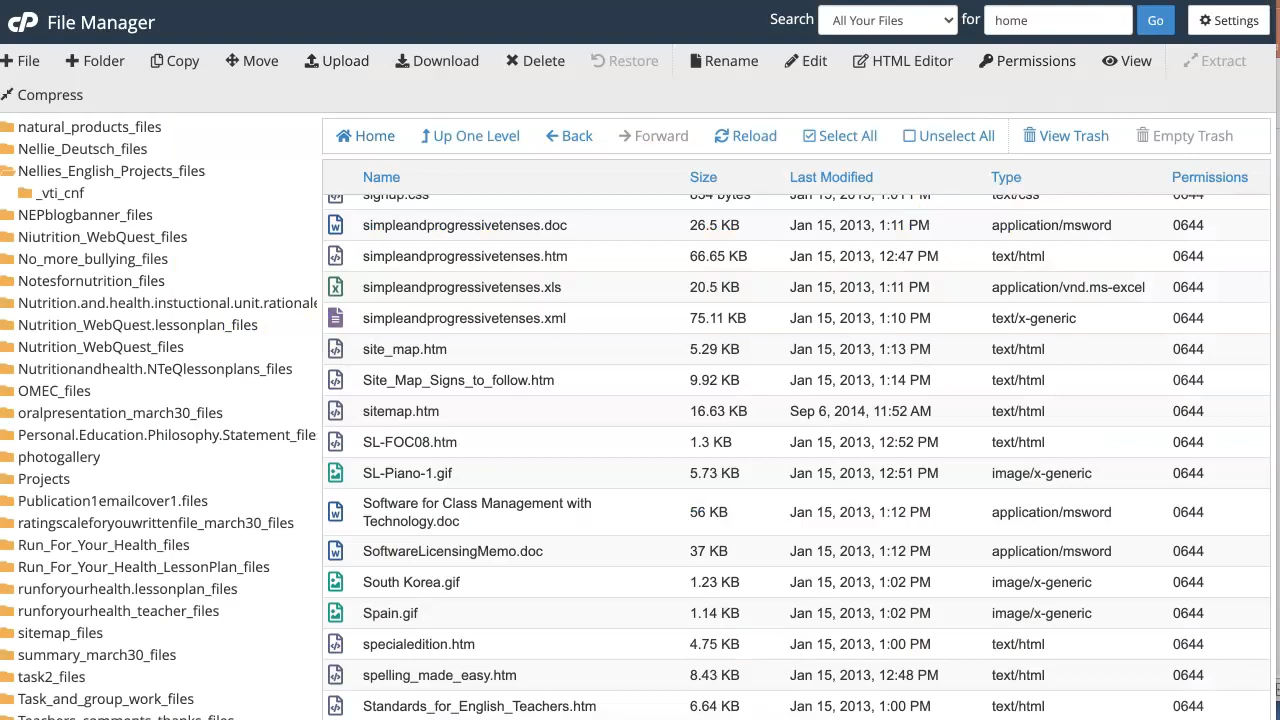 cP File Manager
Search All Your Files for home Go Settings
File Folder Copy Move Upload Download Delete Restore Rename Edit HTML Editor Permissions View Extract
Compress
natural_products_files
Nellie_Deutsch_files
Nellies_English_Projects_files
_vti_cnf
NEPblogbanner_files
Niutrition_WebQuest_files
No_more_bullying_files
Notesfornutrition_files
Nutrition.and.health.instuctional.unit.rationale
Nutrition_WebQuest.lessonplan_files
Nutrition_WebQuest_files
Nutritionandhealth.NTeQlessonplans_files
OMEC_files
oralpresentation_march30_files
Personal.Education.Philosophy.Statement_file
photogallery
Projects
Publication1emailcover1.files
ratingscaleforyouwrittenfile_march30_files
Run_For_Your_Health_files
Run_For_Your_Health_LessonPlan_files
runforyourhealth.lessonplan_files
runforyourhealth_teacher_files
sitemap_files
summary_march30_files
task2_files
Task_and_group_work_files
Teachers_comments_thanks_files
Home Up One Level Back Forward Reload Select All Unselect All View Trash Empty Trash
Name Size Last Modified Type Permissions
signup.css 854 bytes Jan 15, 2013, 1:01 PM text/css 0644
simpleandprogressivetenses.doc 26.5 KB Jan 15, 2013, 1:11 PM application/msword 0644
simpleandprogressivetenses.htm 66.65 KB Jan 15, 2013, 12:47 PM text/html 0644
simpleandprogressivetenses.xls 20.5 KB Jan 15, 2013, 1:11 PM application/vnd.ms-excel 0644
simpleandprogressivetenses.xml 75.11 KB Jan 15, 2013, 1:10 PM text/x-generic 0644
site_map.htm 5.29 KB Jan 15, 2013, 1:13 PM text/html 0644
Site_Map_Signs_to_follow.htm 9.92 KB Jan 15, 2013, 1:14 PM text/html 0644
sitemap.htm 16.63 KB Sep 6, 2014, 11:52 AM text/html 0644
SL-FOC08.htm 1.3 KB Jan 15, 2013, 12:52 PM text/html 0644
SL-Piano-1.gif 5.73 KB Jan 15, 2013, 12:51 PM image/x-generic 0644
Software for Class Management with
Technology.doc 56 KB Jan 15, 2013, 1:12 PM application/msword 0644
SoftwareLicensingMemo.doc 37 KB Jan 15, 2013, 1:12 PM application/msword 0644
South Korea.gif 1.23 KB Jan 15, 2013, 1:02 PM image/x-generic 0644
Spain.gif 1.14 KB Jan 15, 2013, 1:02 PM image/x-generic 0644
specialedition.htm 4.75 KB Jan 15, 2013, 1:00 PM text/html 0644
spelling_made_easy.htm 8.43 KB Jan 15, 2013, 12:48 PM text/html 0644
Standards_for_English_Teachers.htm 6.64 KB Jan 15, 2013, 1:00 PM text/html 0644